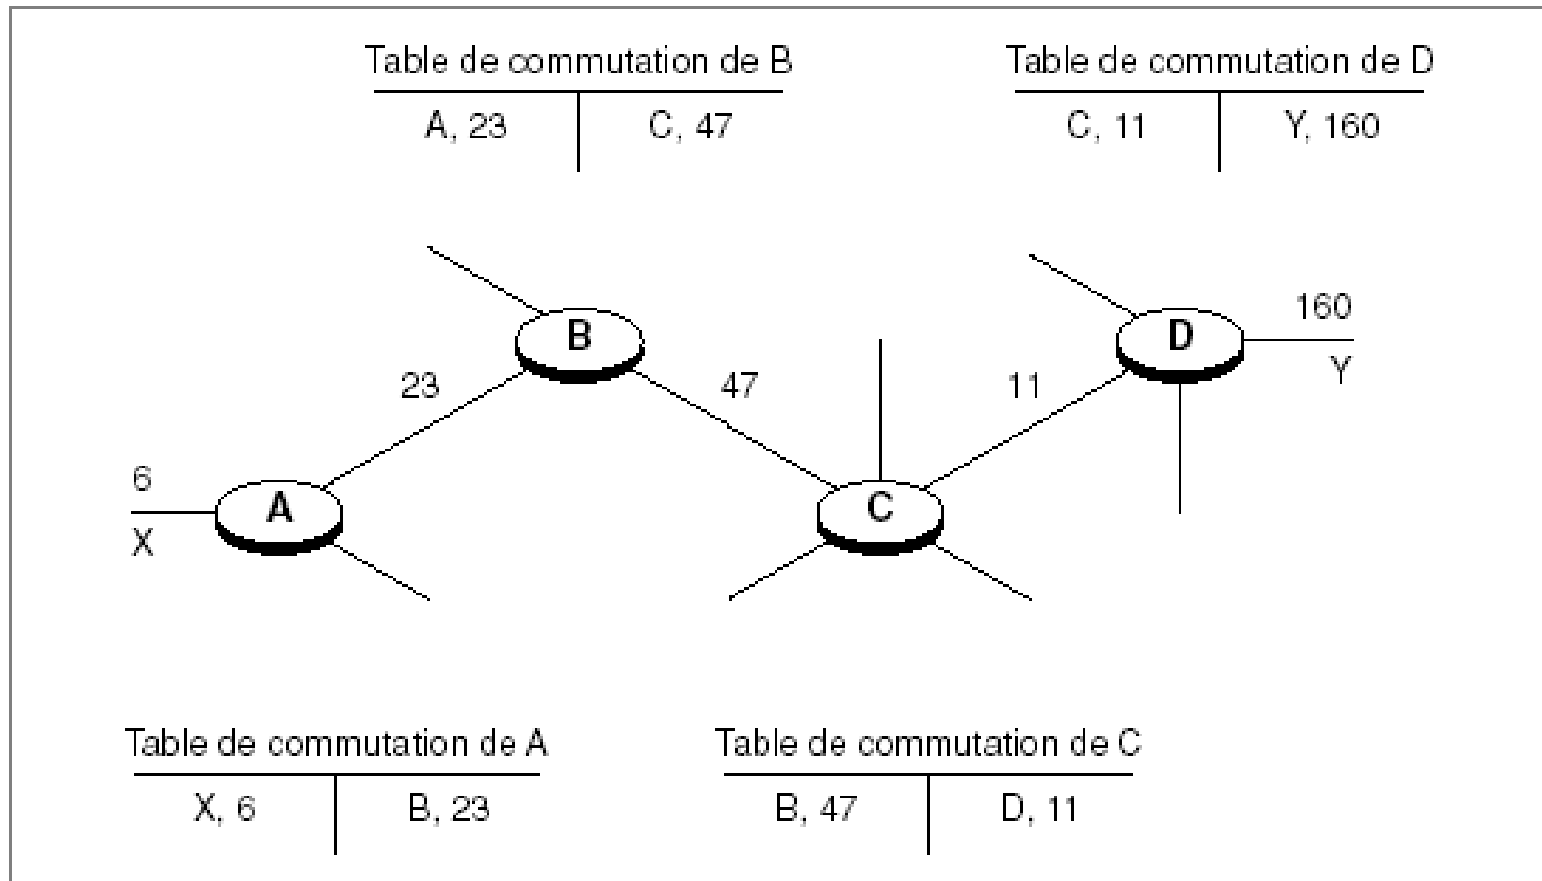 Table de commutation de B
A, 23 C, 47
Table de commutation de D
C, 11 Y, 160
B
D
160
Y
23
47
11
6
X
A
C
Table de commutation de A
X, 6 B, 23
Table de commutation de C
B, 47 D, 11